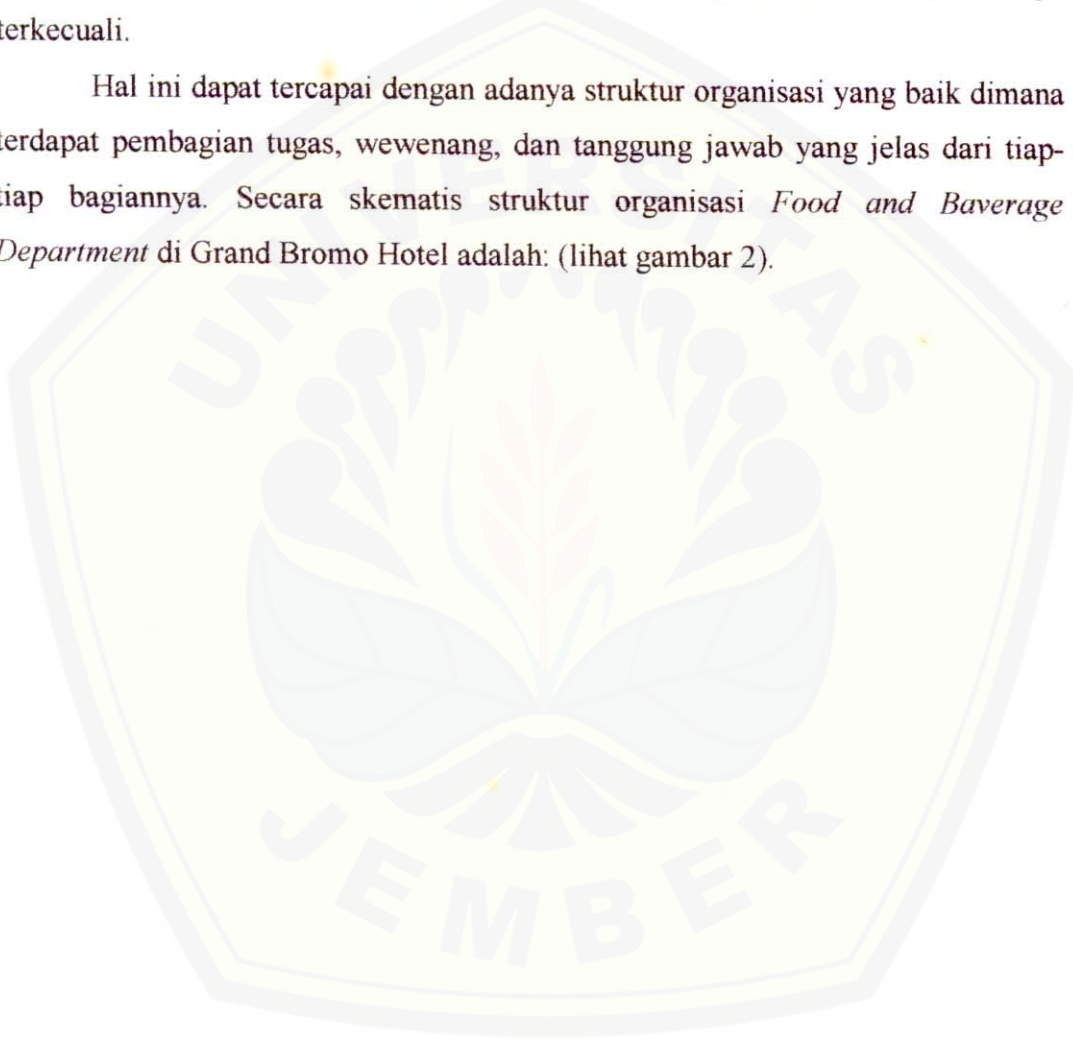 terkecuali.
Hal ini dapat tercapai dengan adanya struktur organisasi yang baik dimana
terdapat pembagian tugas, wewenang, dan tanggung jawab yang jelas dari tiap-
tiap bagiannya. Secara skematis struktur organisasi Food and Baverage
Department di Grand Bromo Hotel adalah: (lihat gambar 2).
UNIVERSITAS
JEMBER